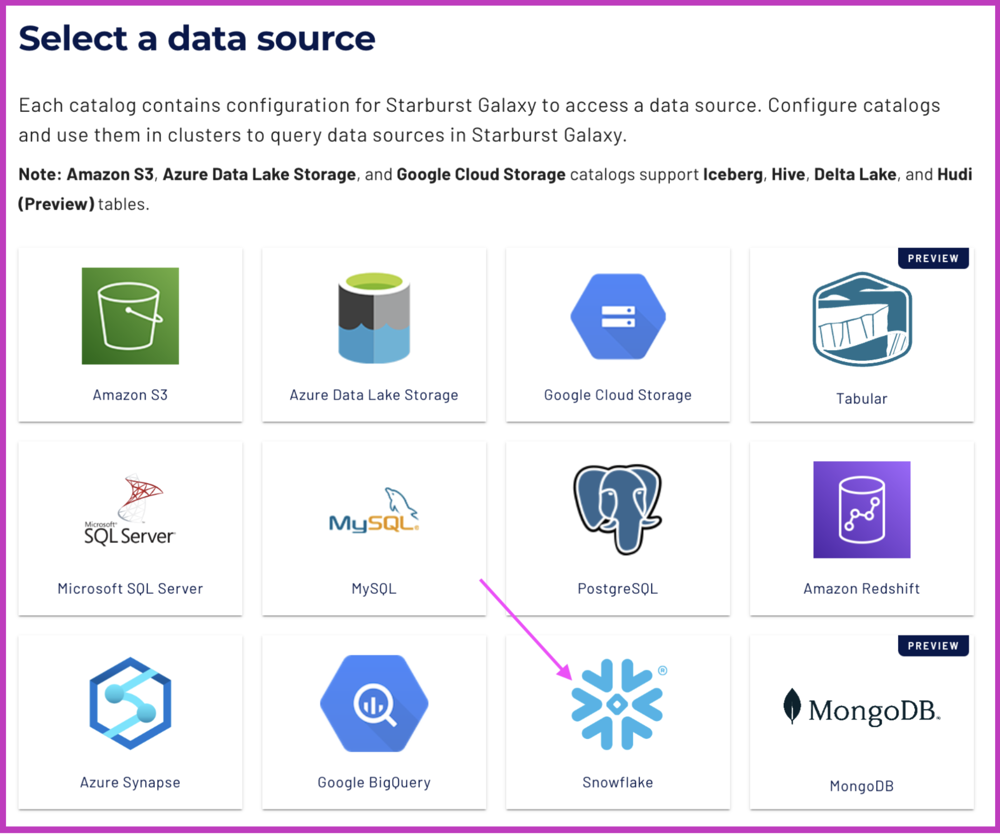 Select a data source
Each catalog contains configuration for Starburst Galaxy to access a data source. Configure catalogs
and use them in clusters to query data sources in Starburst Galaxy.
Note: Amazon S3, Azure Data Lake Storage, and Google Cloud Storage catalogs support Iceberg, Hive, Delta Lake, and Hudi
(Preview) tables.
PREVIEW
Amazon S3
Azure Data Lake Storage
Google Cloud Storage
Tabular
Microsoft®
SQL Server®
MySQL®
Microsoft SQL Server
MySQL
PostgreSQL
Amazon Redshift
PREVIEW
®
MongoDB®
Azure Synapse
Google BigQuery
Snowflake
MongoDB